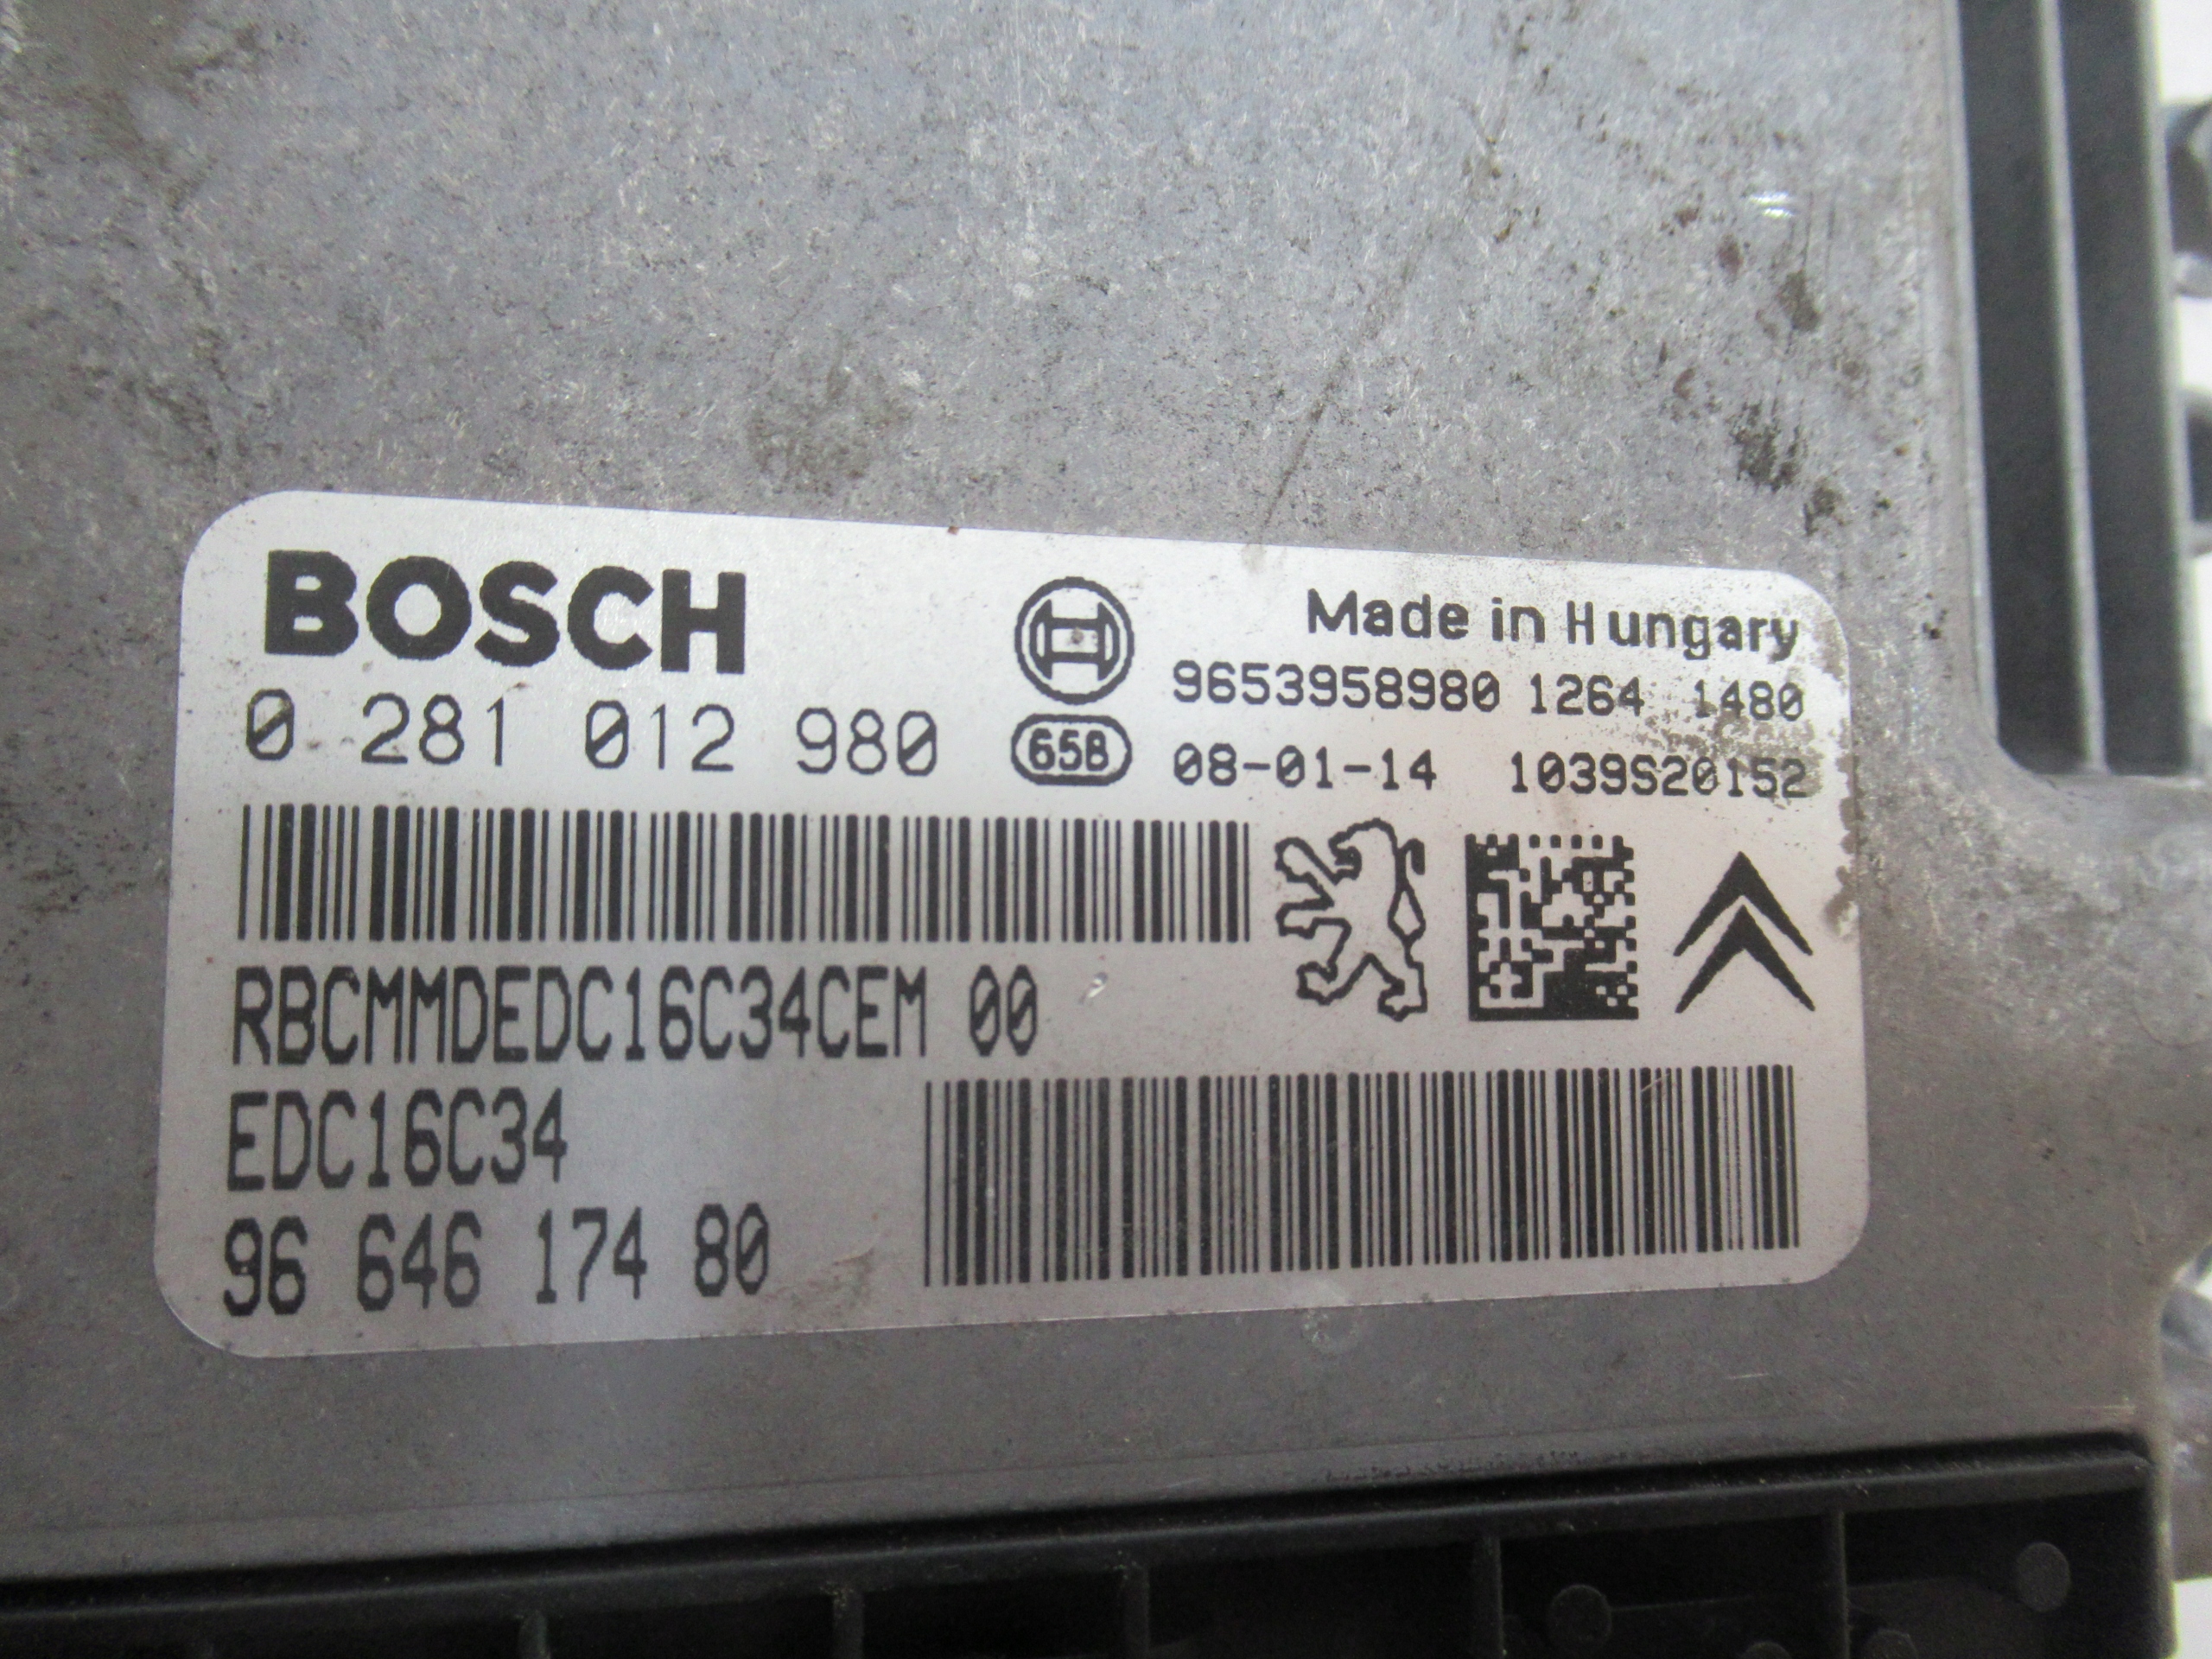 BOSCH
Made in Hungary
0 281 012 980
9653958980 1264 1480
65B
08-01-14 1039S20152
RBCMMDEDC16C34CEM 00
EDC16C34
96 646 174 80